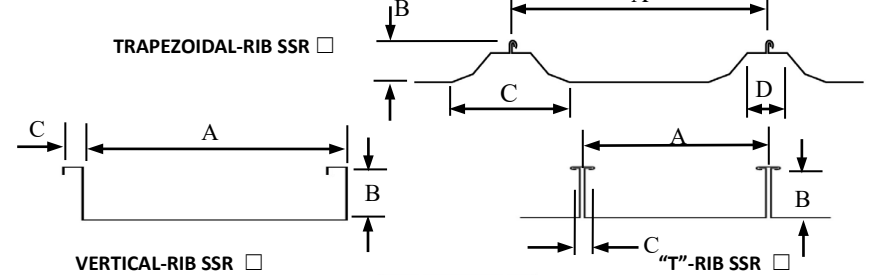 B
A
TRAPEZOIDAL-RIB SSR ☐
C
D
C
A
B
A
B
C
VERTICAL-RIB SSR ☐
“T”-RIB SSR ☐